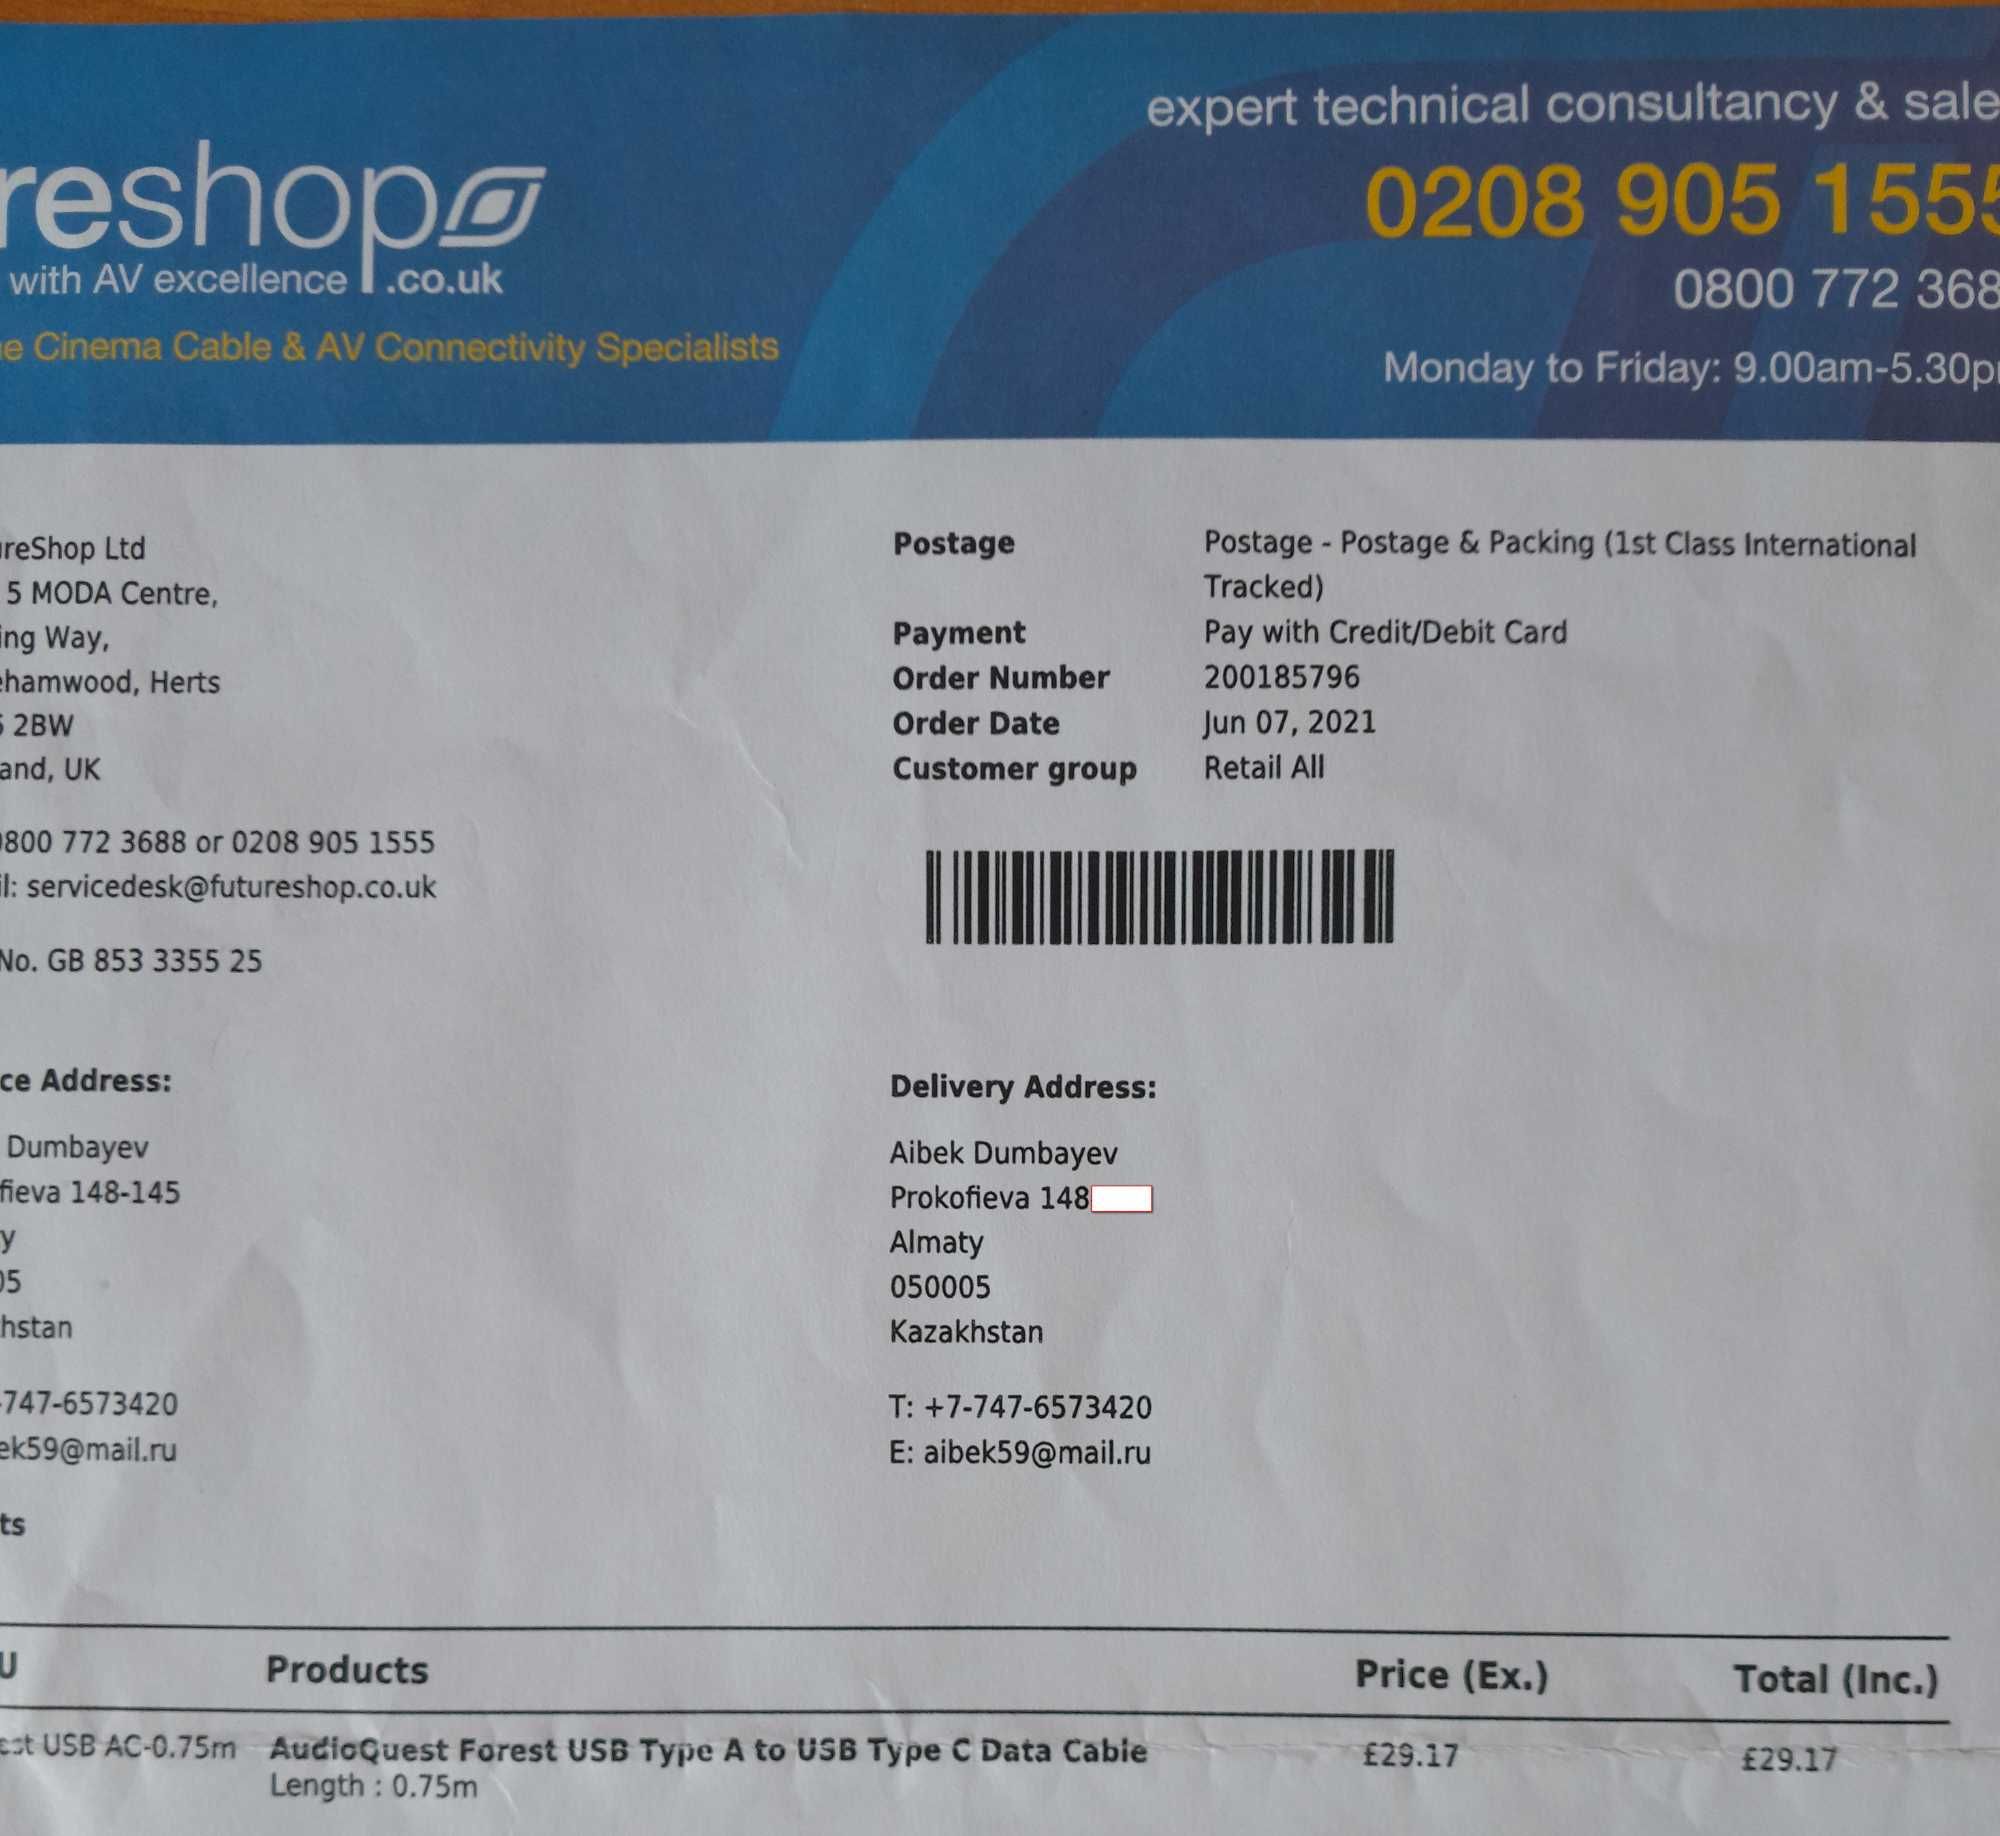 expert technical consultancy & sale
reshop
0208 905 1555
with AV excellence .co.uk
0800 772 368
e Cinema Cable & AV Connectivity Specialists
Monday to Friday: 9.00am-5.30p
reShop Ltd
5 MODA Centre,
ing Way,
ehamwood, Herts
2BW
and, UK
0800 772 3688 or 0208 905 1555
il: servicedesk@futureshop.co.uk
No. GB 853 3355 25
Postage Postage - Postage & Packing (1st Class International
Tracked)
Payment Pay with Credit/Debit Card
Order Number 200185796
Order Date Jun 07, 2021
Customer group Retail All
ce Address:
Dumbayev
fieva 148-145
y
05
hstan
-747-6573420
ek59@mail.ru
Delivery Address:
Aibek Dumbayev
Prokofieva 148
Almaty
050005
Kazakhstan
T: +7-747-6573420
E: aibek59@mail.ru
ts
U Products Price (Ex.) Total (Inc.)
est USB AC-0.75m AudioQuest Forest USB Type A to USB Type C Data Cable £29.17 £29.17
Length : 0.75m